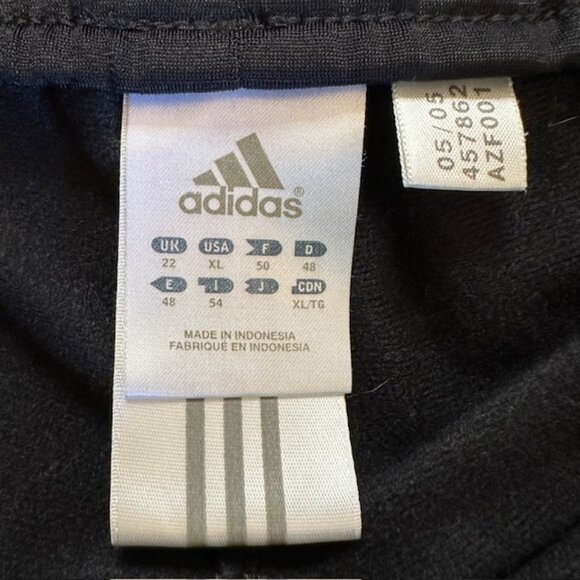 adidas®
UK USA F D
22 XL 50 48
E I J CDN
48 54 XL/TG
MADE IN INDONESIA
FABRIQUÉ EN INDONESIA
05/05
457862
AZF001